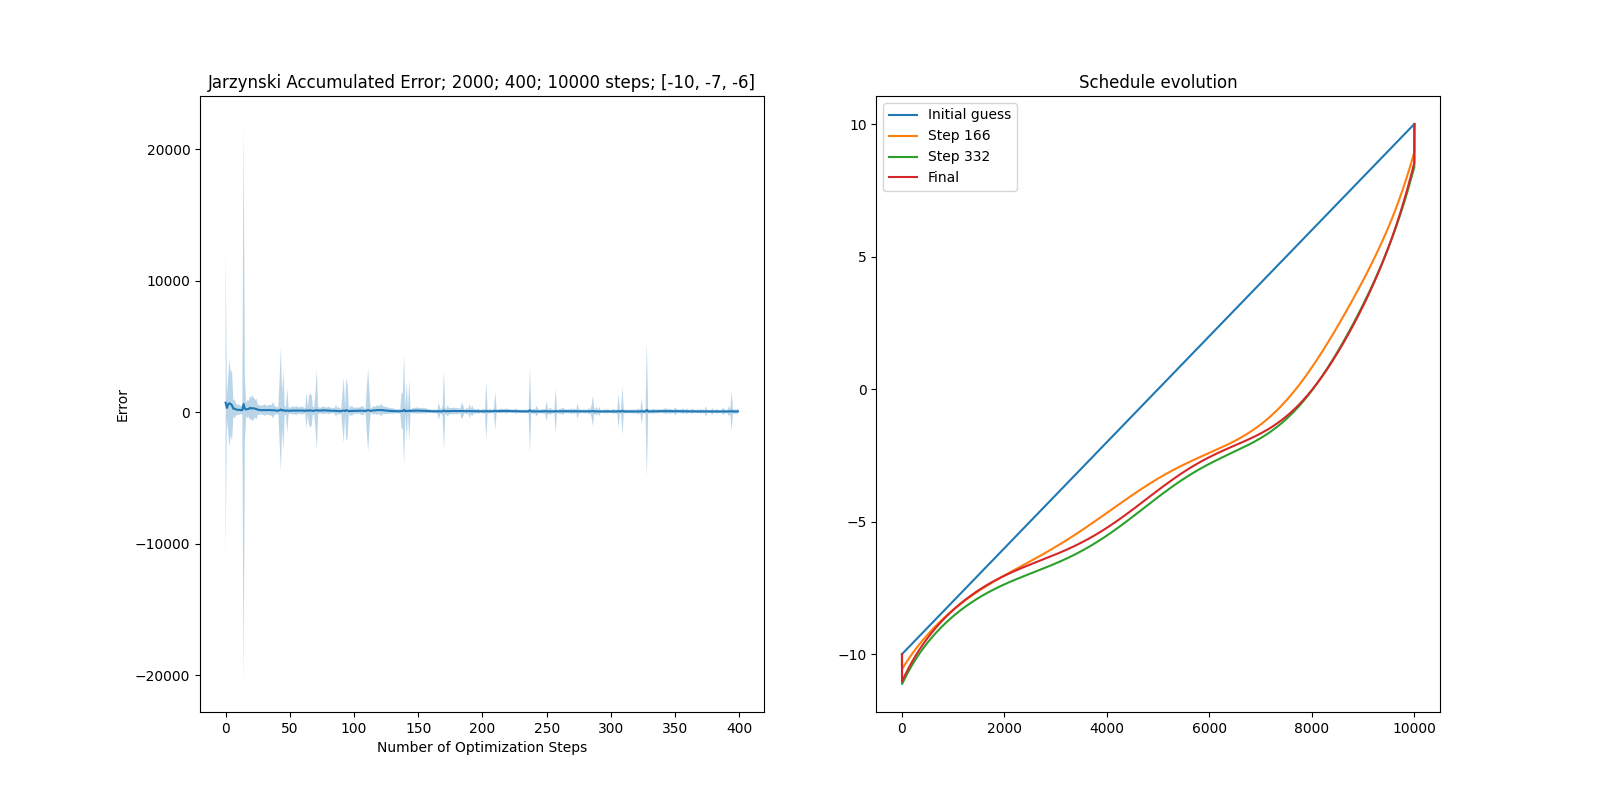 Jarzynski Accumulated Error; 2000; 400; 10000 steps; [-10, -7, -6]
20000
10000
0
−10000
−20000
Error
0 50 100 150 200 250 300 350 400
Number of Optimization Steps
Schedule evolution
Initial guess
Step 166
Step 332
Final
10
5
0
−5
−10
0 2000 4000 6000 8000 10000